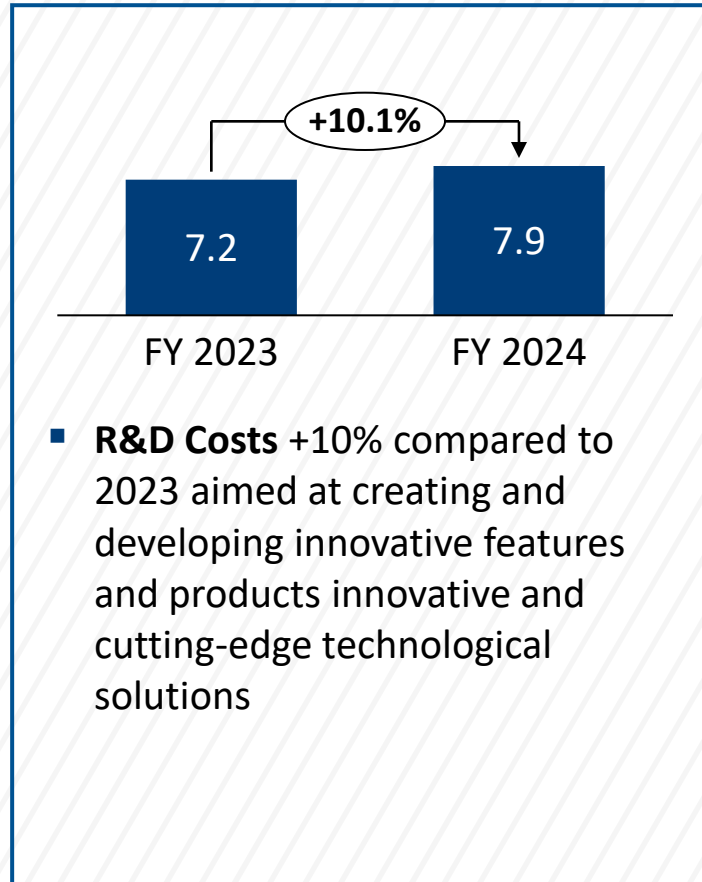 +10.1%
7.2
7.9
FY 2023
FY 2024
▪ R&D Costs +10% compared to
2023 aimed at creating and
developing innovative features
and products innovative and
cutting-edge technological
solutions